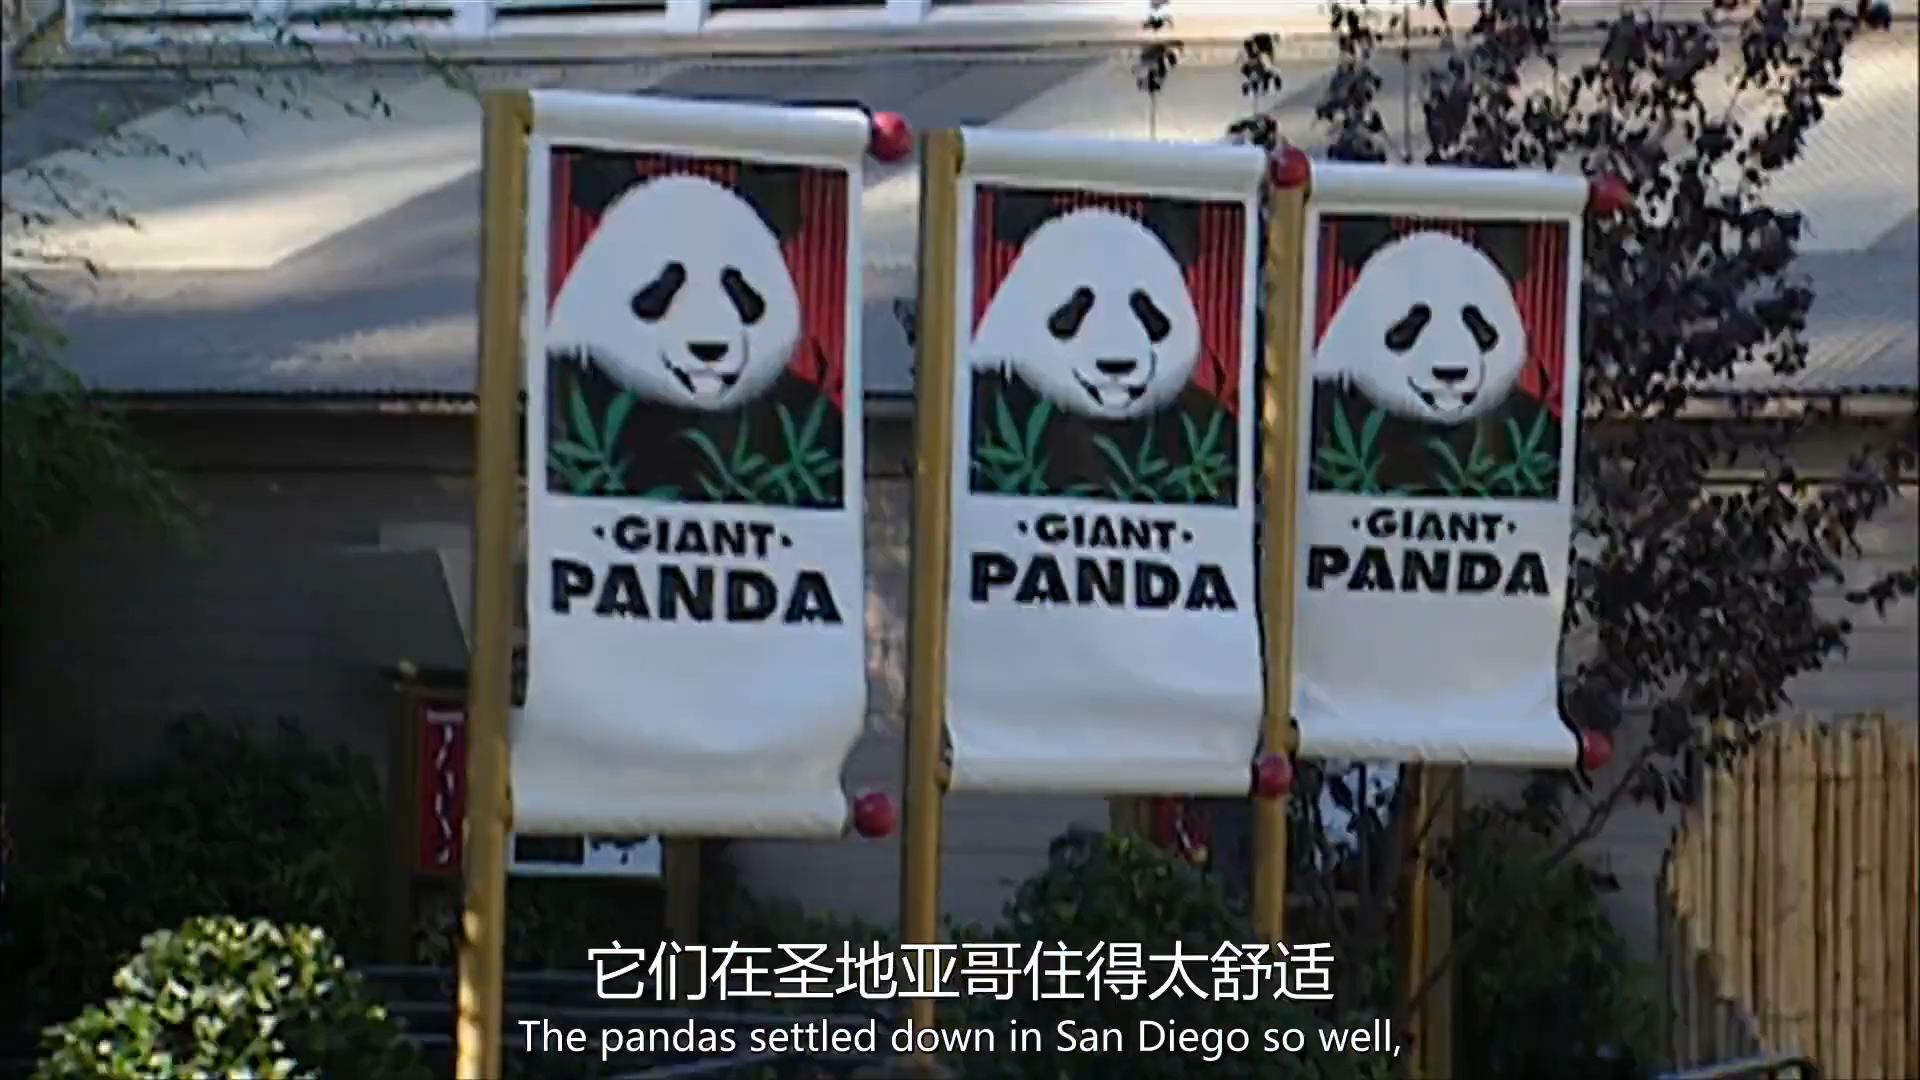 ·GIANT·
PANDA
·GIANT·
PANDA
·GIANT·
PANDA
它们在圣地亚哥住得太舒适
The pandas settled down in San Diego so well,